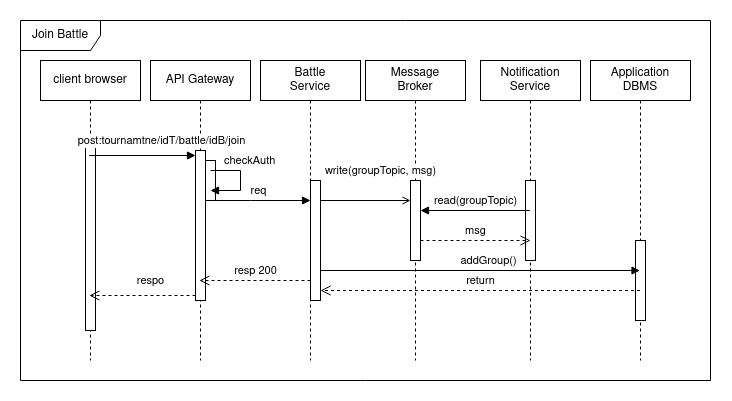 Join Battle
client browser
API Gateway
Battle
Service
Message
Broker
Notification
Service
Application
DBMS
post:tournamtne/idT/battle/idB/join
checkAuth
write(groupTopic, msg)
req
read(groupTopic)
msg
addGroup()
resp 200
respo
return